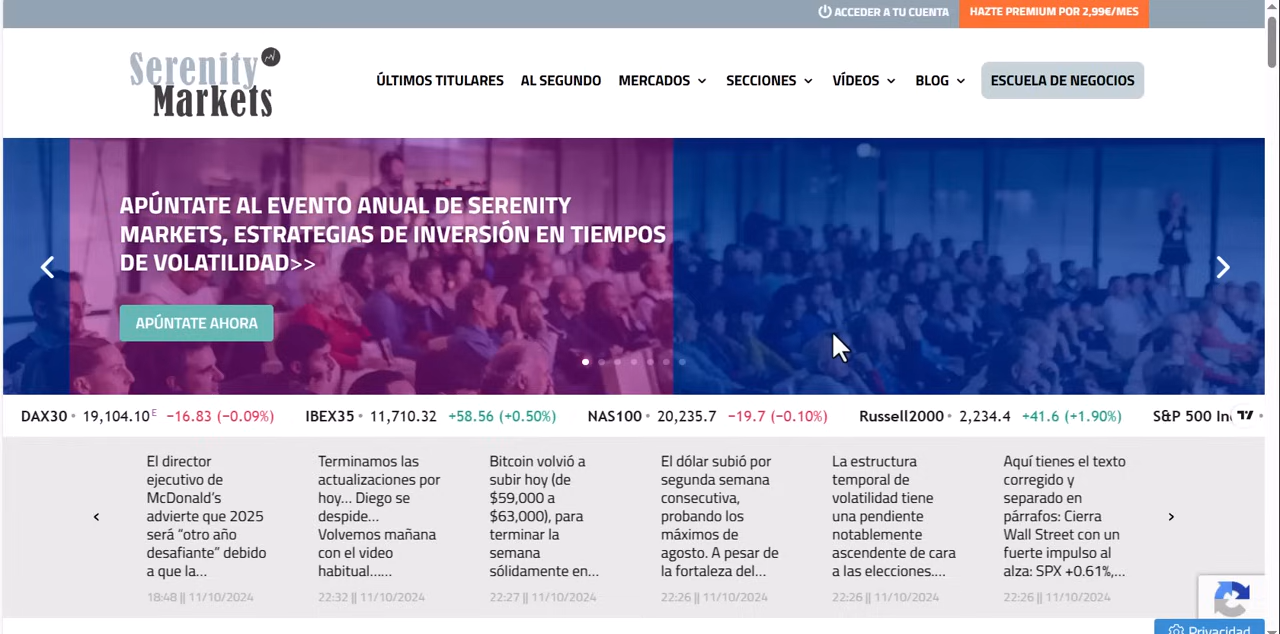 ACCEDER A TU CUENTA
HAZTE PREMIUM POR 2,99€/MES
Serenity
Markets
ÚLTIMOS TITULARES AL SEGUNDO MERCADOS SECCIONES VÍDEOS BLOG ESCUELA DE NEGOCIOS
APÚNTATE AL EVENTO ANUAL DE SERENITY
MARKETS, ESTRATEGIAS DE INVERSIÓN EN TIEMPOS
DE VOLATILIDAD>>
APÚNTATE AHORA
DAX30 • 19,104.10 E −16.83 (−0.09%) IBEX35 • 11,710.32 +58.56 (+0.50%) NAS100 • 20,235.7 −19.7 (−0.10%) Russell2000 • 2,234.4 +41.6 (+1.90%) S&P 500 In
El director
ejecutivo de
McDonald’s
advierte que 2025
será “otro año
desafiante” debido
a que la...
18:48 || 11/10/2024
Terminamos las
actualizaciones por
hoy... Diego se
despide...
Volvemos mañana
con el video
habitual......
22:32 || 11/10/2024
Bitcoin volvió a
subir hoy (de
$59,000 a
$63,000), para
terminar la
semana
sólidamente en...
22:27 || 11/10/2024
El dólar subió por
segunda semana
consecutiva,
probando los
máximos de
agosto. A pesar de
la fortaleza del...
22:26 || 11/10/2024
La estructura
temporal de
volatilidad tiene
una pendiente
notablemente
ascendente de cara
a las elecciones....
22:26 || 11/10/2024
Aquí tienes el texto
corregido y
separado en
párrafos: Cierra
Wall Street con un
fuerte impulso al
alza: SPX +0.61%,...
22:26 || 11/10/2024
Privacidad